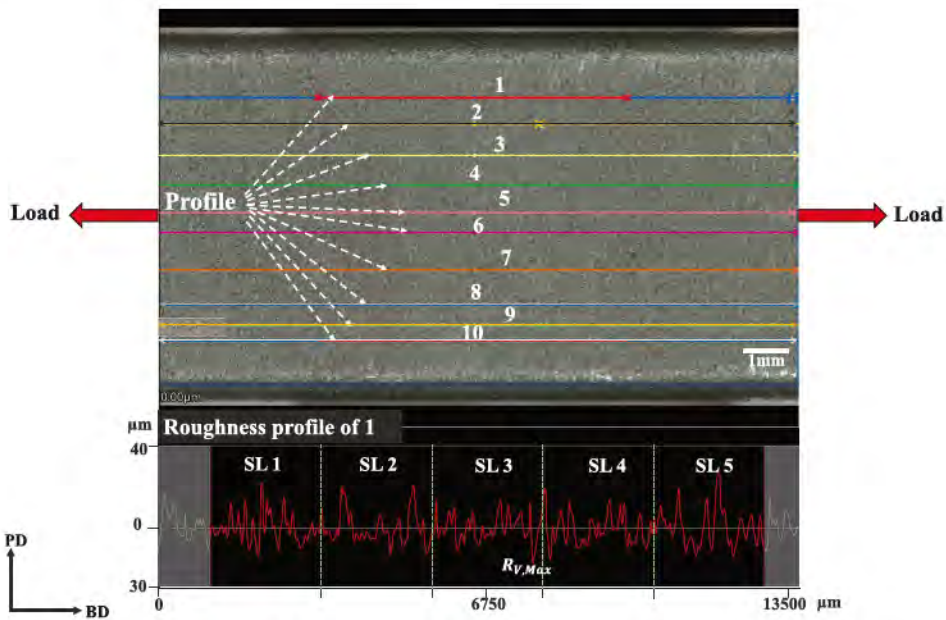 1
2
3
4
Profile
5
Load
Load
6
7
8
9
10
1mm
0.00µm
µm
Roughness profile of 1
40
SL 1 SL 2 SL 3 SL 4 SL 5
0
PD
R_V,Max
30
BD
0 6750 13500 µm